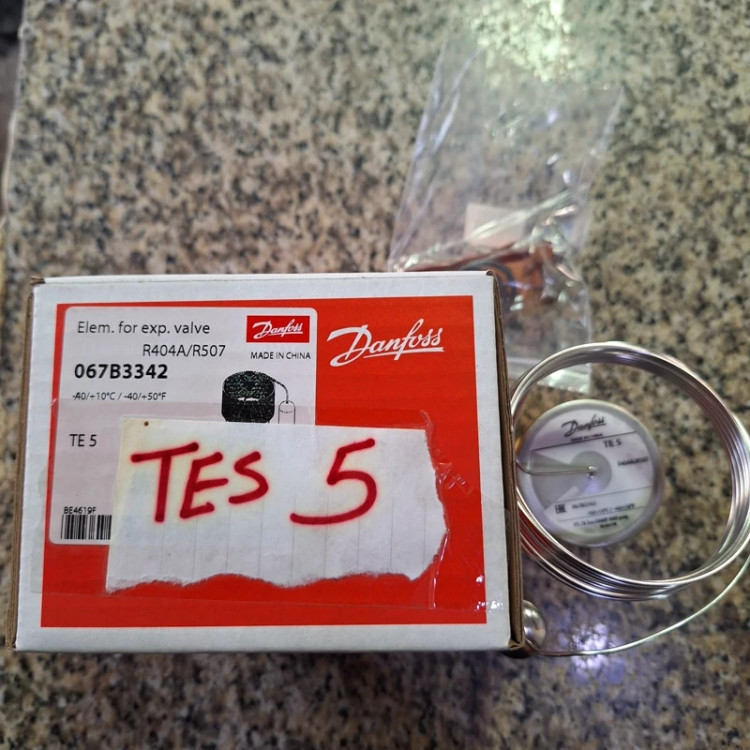 Elem. for exp. valve
Danfoss
R404A/R507
MADE IN CHINA
067B3342
-40/+10°C / -40/+50°F
TE 5
BE4619F
Danfoss
TES 5
Danfoss
TE 5